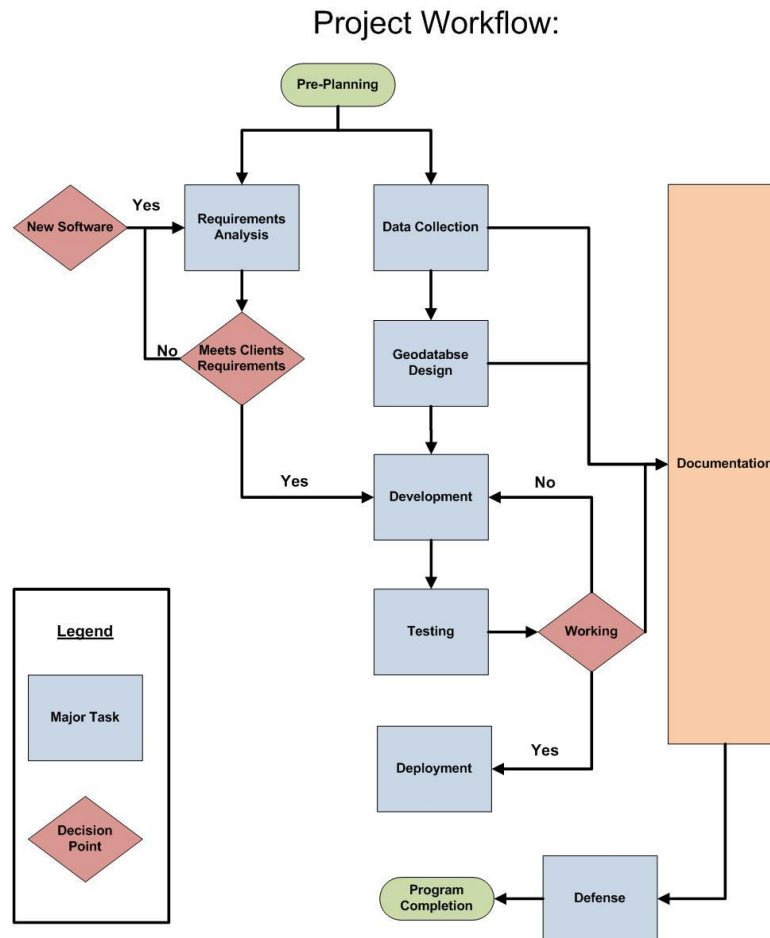 Project Workflow:
Pre-Planning
New Software
Yes
Requirements
Analysis
Data Collection
No
Meets Clients
Requirements
Geodatabse
Design
Documentation
Yes
Development
No
Testing
Working
Legend
Major Task
Deployment
Yes
Decision
Point
Program
Completion
Defense